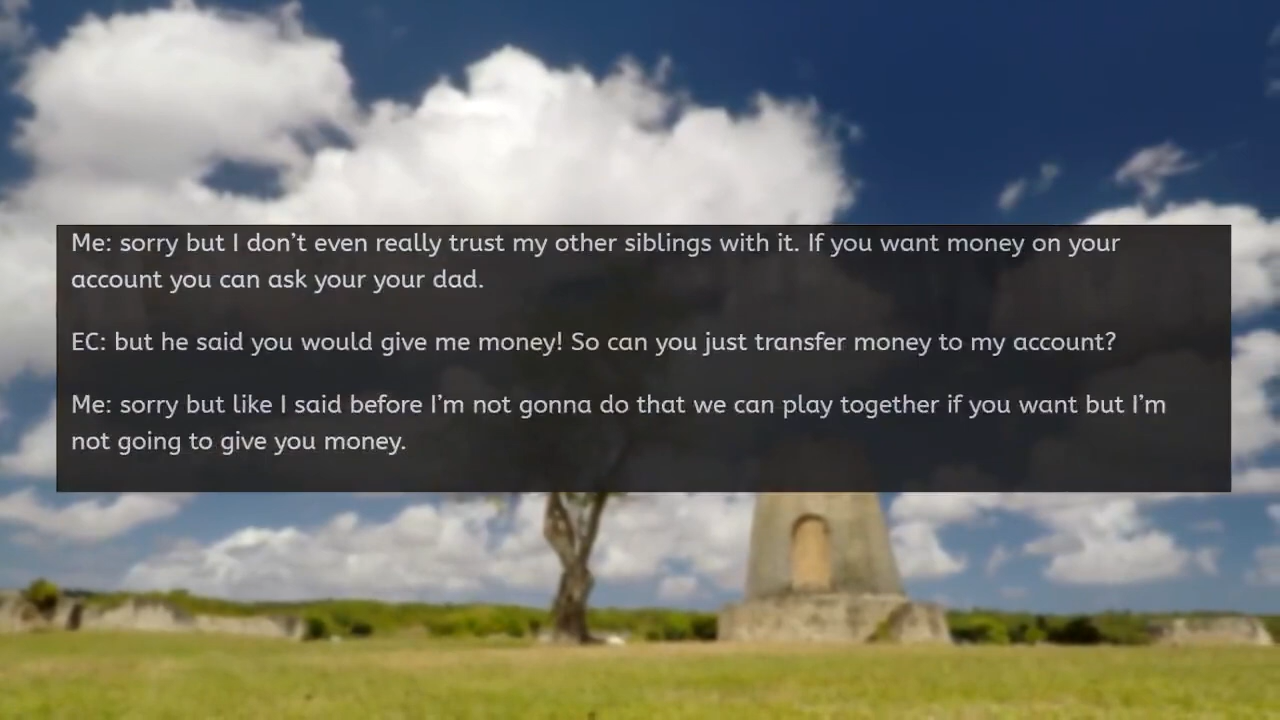 Me: sorry but I don’t even really trust my other siblings with it. If you want money on your
account you can ask your your dad.
EC: but he said you would give me money! So can you just transfer money to my account?
Me: sorry but like I said before I’m not gonna do that we can play together if you want but I’m
not going to give you money.